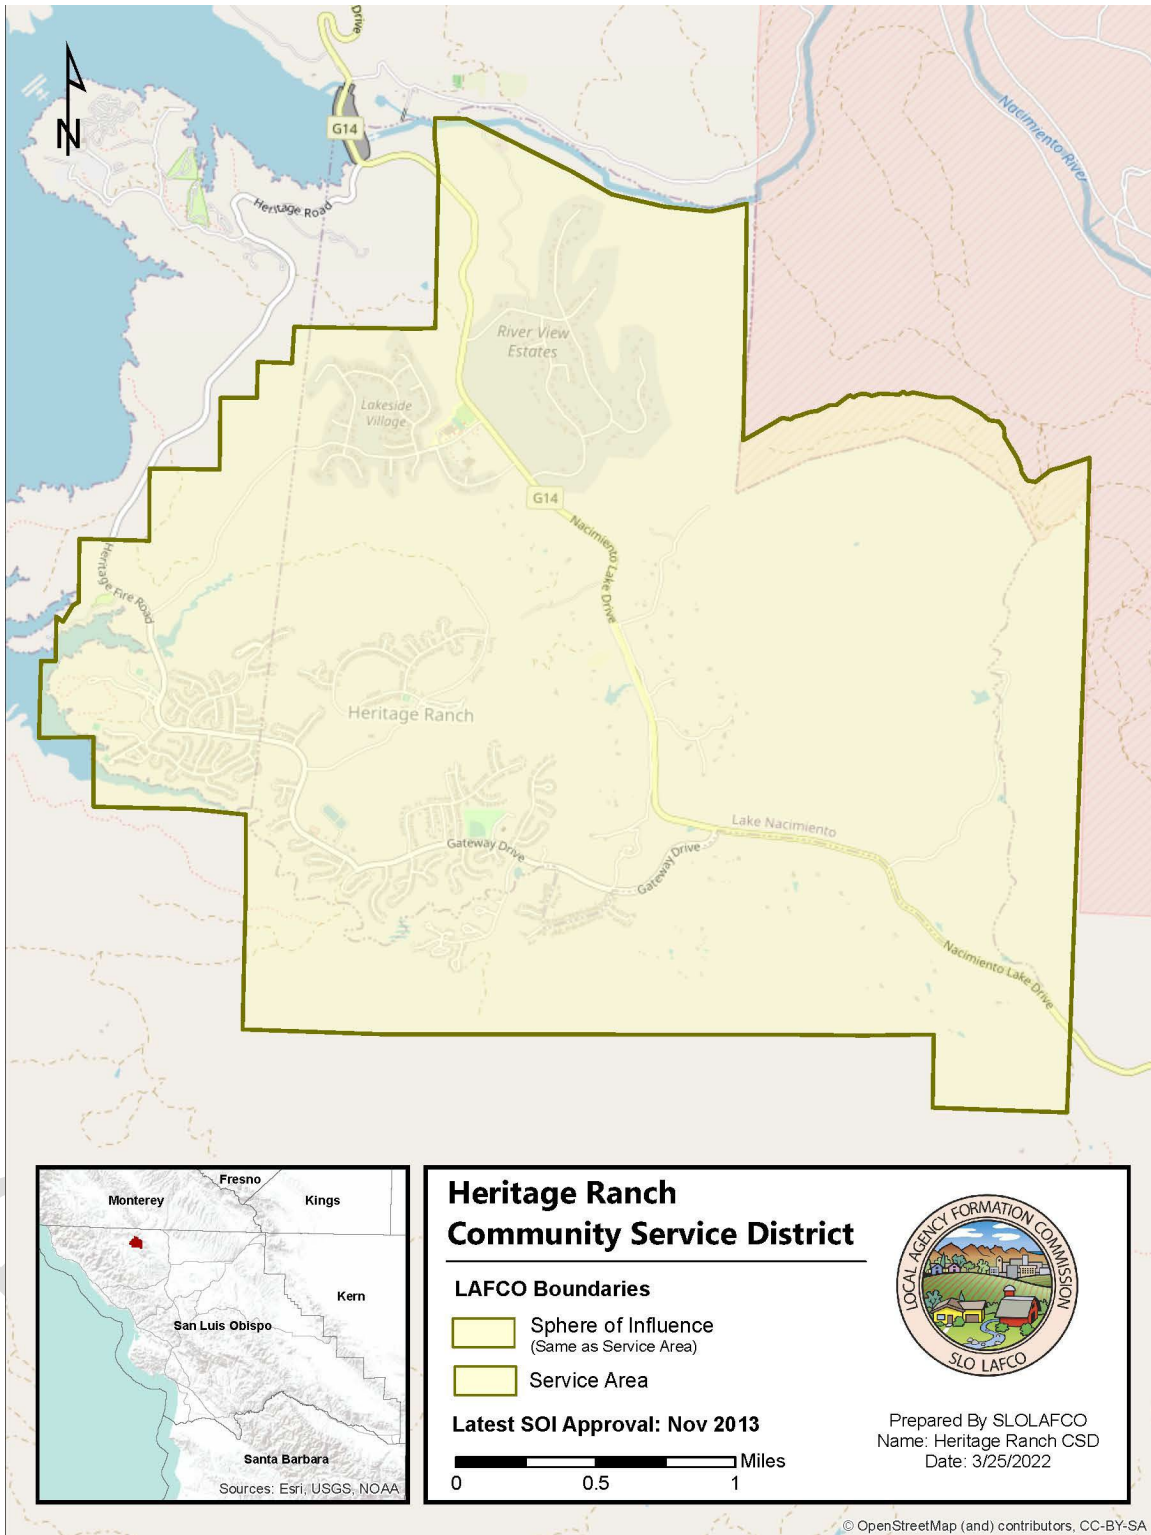 Drive
N
G14
Nacimiento River
Heritage Road
River View
Estates
Lakeside
Village
G14
Nacimiento Lake Drive
Heritage Fire Road
Heritage Ranch
Lake Nacimiento
Gateway Drive
Gateway Drive
Nacimiento Lake Drive
Fresno
Monterey
Kings
Kern
San Luis Obispo
Santa Barbara
Sources: Esri, USGS, NOAA
Heritage Ranch
Community Service District
LAFCO Boundaries
Sphere of Influence
(Same as Service Area)
Service Area
Latest SOI Approval: Nov 2013
Miles
0 0.5 1
LOCAL AGENCY FORMATION COMMISSION
SLO LAFCO
Prepared By SLOLAFCO
Name: Heritage Ranch CSD
Date: 3/25/2022
© OpenStreetMap (and) contributors, CC-BY-SA